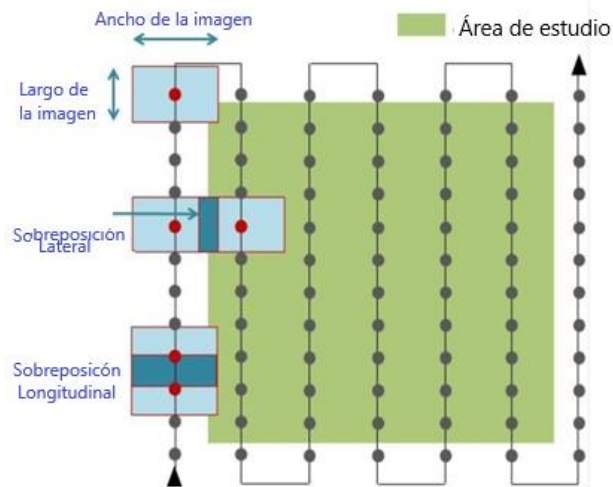 Ancho de la imagen
Área de estudio
Largo de
la imagen
Sobreposición
Lateral
Sobreposicón
Longitudinal